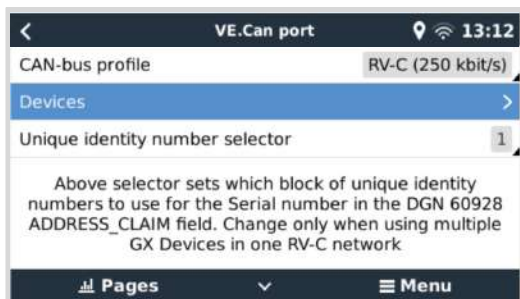 VE.Can port 13:12
CAN-bus profile RV-C (250 kbit/s)
Devices
Unique identity number selector 1
Above selector sets which block of unique identity
numbers to use for the Serial number in the DGN 60928
ADDRESS_CLAIM field. Change only when using multiple
GX Devices in one RV-C network
Pages Menu